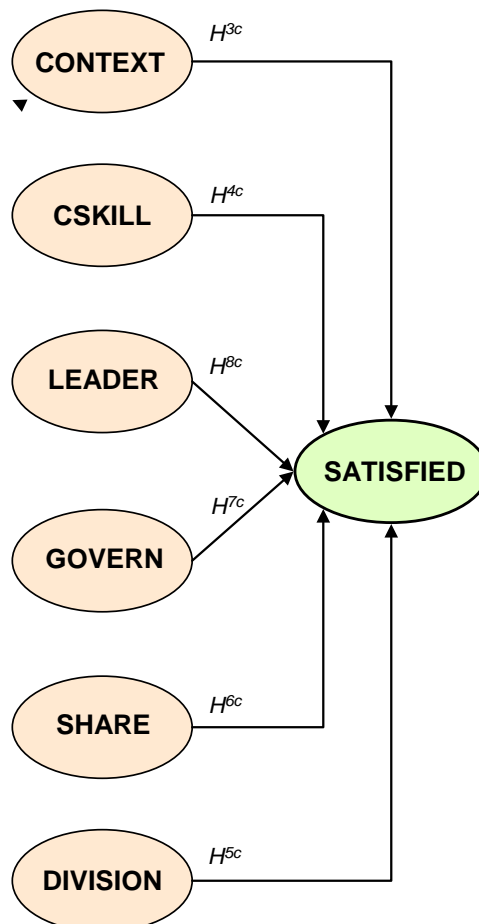 H3c
CONTEXT
H4c
CSKILL
H8c
LEADER
SATISFIED
H7c
GOVERN
H6c
SHARE
H5c
DIVISION